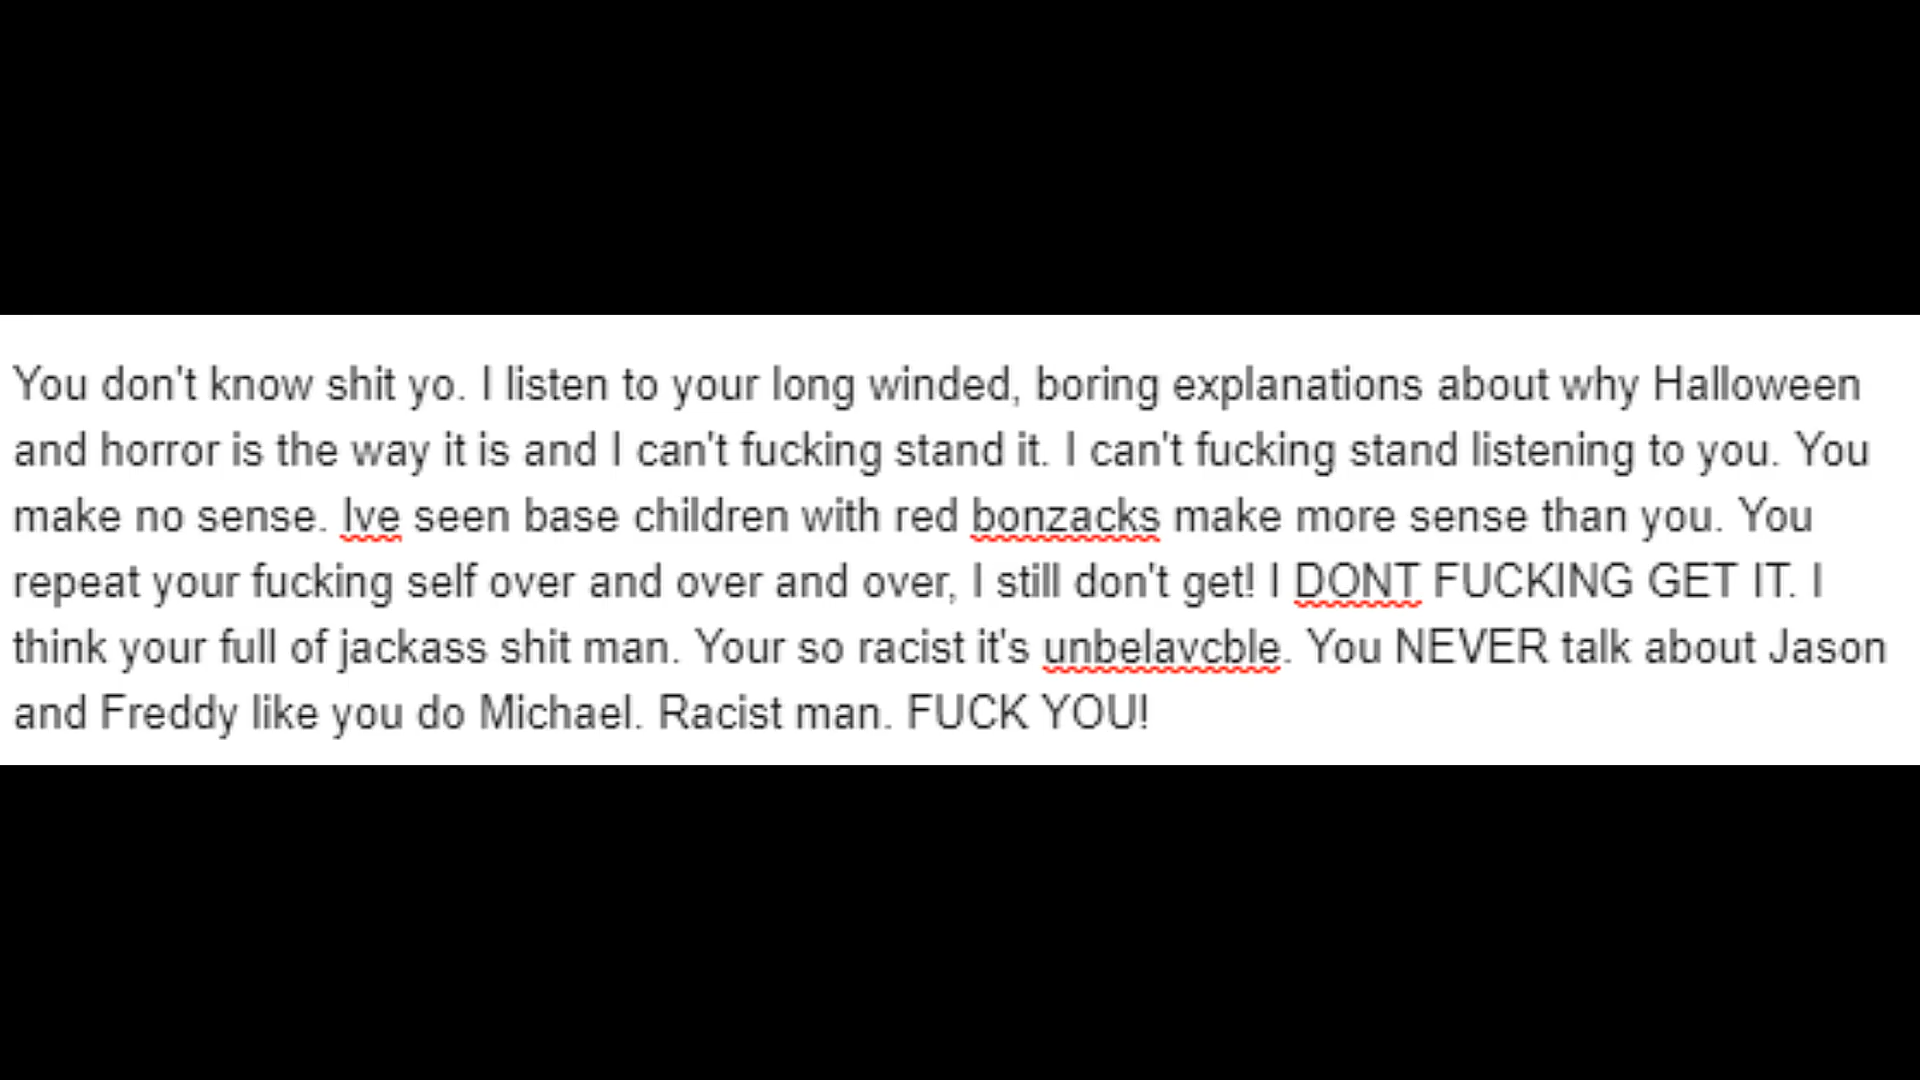 You don't know shit yo. I listen to your long winded, boring explanations about why Halloween
and horror is the way it is and I can't fucking stand it. I can't fucking stand listening to you. You
make no sense. Ive seen base children with red bonzacks make more sense than you. You
repeat your fucking self over and over and over, I still don't get! I DONT FUCKING GET IT. I
think your full of jackass shit man. Your so racist it's unbelavcble. You NEVER talk about Jason
and Freddy like you do Michael. Racist man. FUCK YOU!